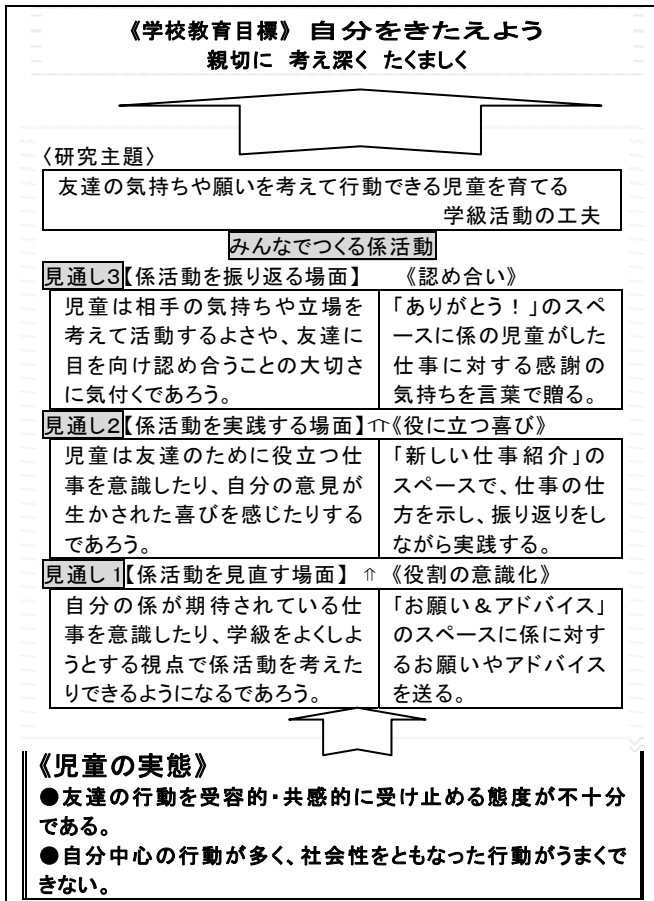 《学校教育目標》 自分をきたえよう
親切に 考え深く たくましく
〈研究主題〉
友達の気持ちや願いを考えて行動できる児童を育てる
学級活動の工夫
みんなでつくる係活動
見通し3【係活動を振り返る場面】 《認め合い》
児童は相手の気持ちや立場を
考えて活動するよさや、友達に
目を向け認め合うことの大切さ
に気付くであろう。
「ありがとう！」のスペ
ースに係の児童がした
仕事に対する感謝の
気持ちを言葉で贈る。
見通し2【係活動を実践する場面】⇑《役に立つ喜び》
児童は友達のために役立つ仕
事を意識したり、自分の意見が
生かされた喜びを感じたりする
であろう。
「新しい仕事紹介」の
スペースで、仕事の仕
方を示し、振り返りをし
ながら実践する。
見通し1【係活動を見直す場面】 ⇑ 《役割の意識化》
自分の係が期待されている仕
事を意識したり、学級をよくしよ
うとする視点で係活動を考えた
りできるようになるであろう。
「お願い＆アドバイス」
のスペースに係に対す
るお願いやアドバイス
を送る。
《児童の実態》
●友達の行動を受容的・共感的に受け止める態度が不十分
である。
●自分中心の行動が多く、社会性をともなった行動がうまくで
きない。